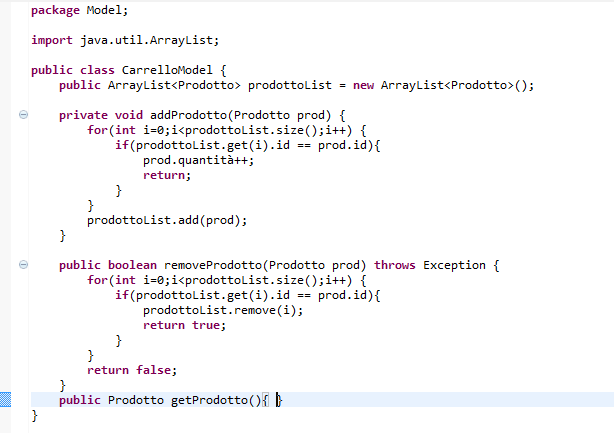 package Model;
import java.util.ArrayList;
public class CarrelloModel {
    public ArrayList<Prodotto> prodottoList = new ArrayList<Prodotto>();
    private void addProdotto(Prodotto prod) {
        for(int i=0;i<prodottoList.size();i++) {
            if(prodottoList.get(i).id == prod.id){
                prod.quantità++;
                return;
            }
        }
        prodottoList.add(prod);
    }
    public boolean removeProdotto(Prodotto prod) throws Exception {
        for(int i=0;i<prodottoList.size();i++) {
            if(prodottoList.get(i).id == prod.id){
                prodottoList.remove(i);
                return true;
            }
        }
        return false;
    }
    public Prodotto getProdotto(){ }
}